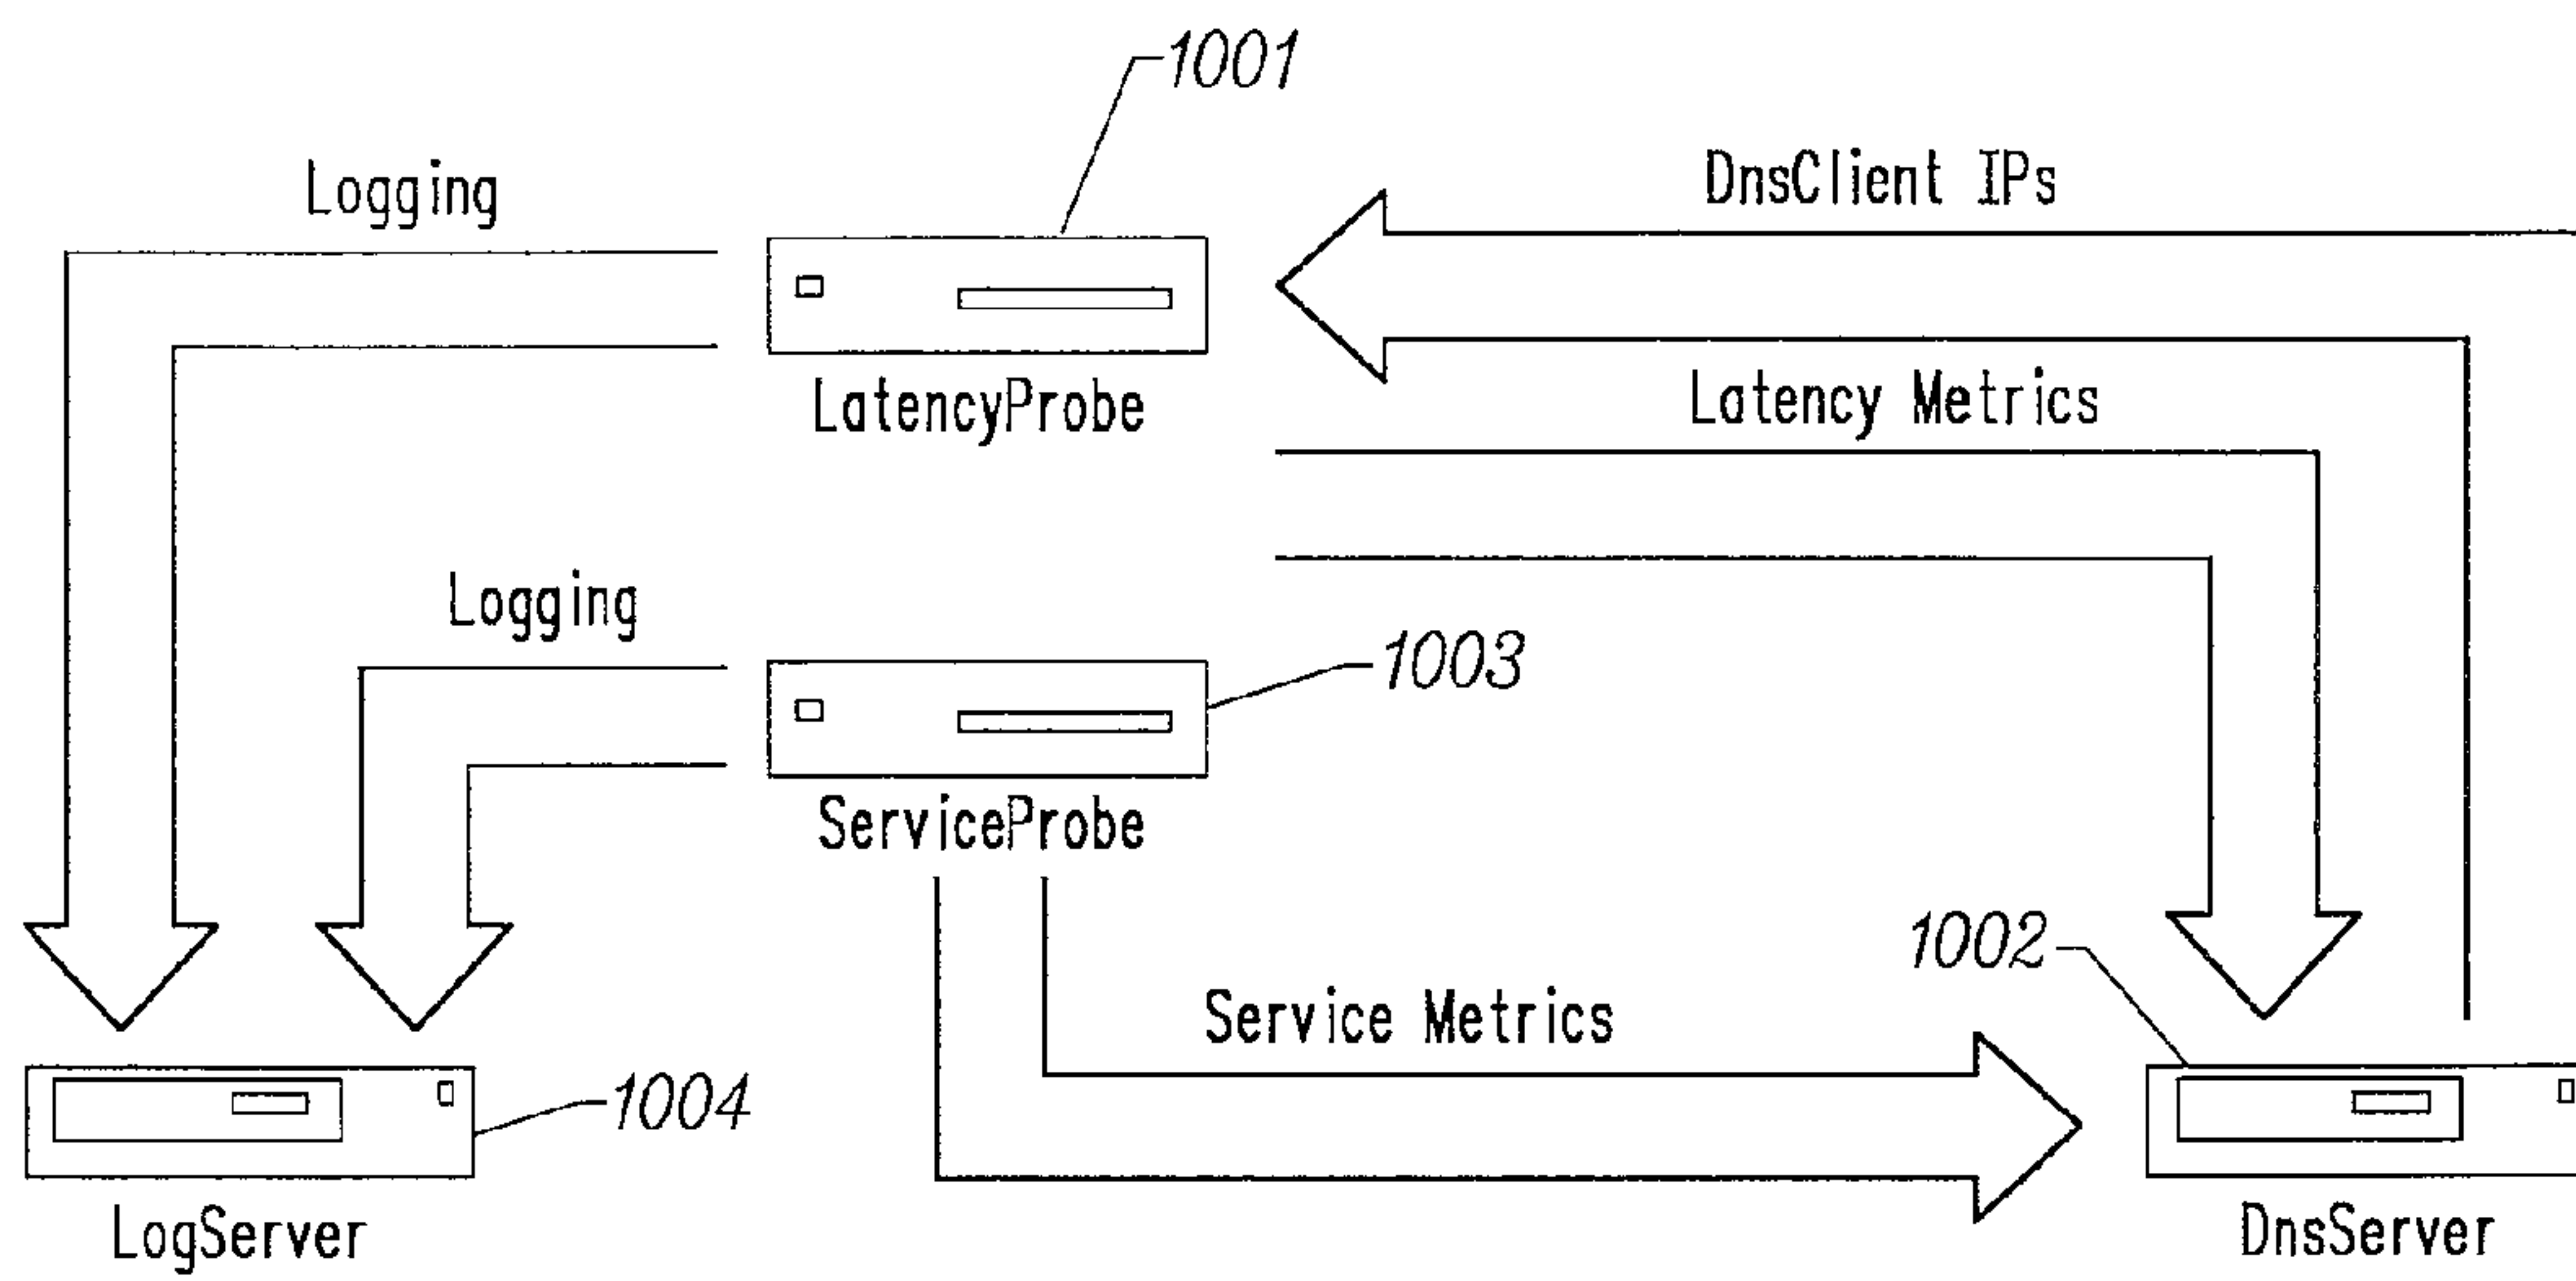 1001
Logging
DnsClient IPs
LatencyProbe
Latency Metrics
Logging
1003
ServiceProbe
1002
Service Metrics
1004
LogServer
DnsServer